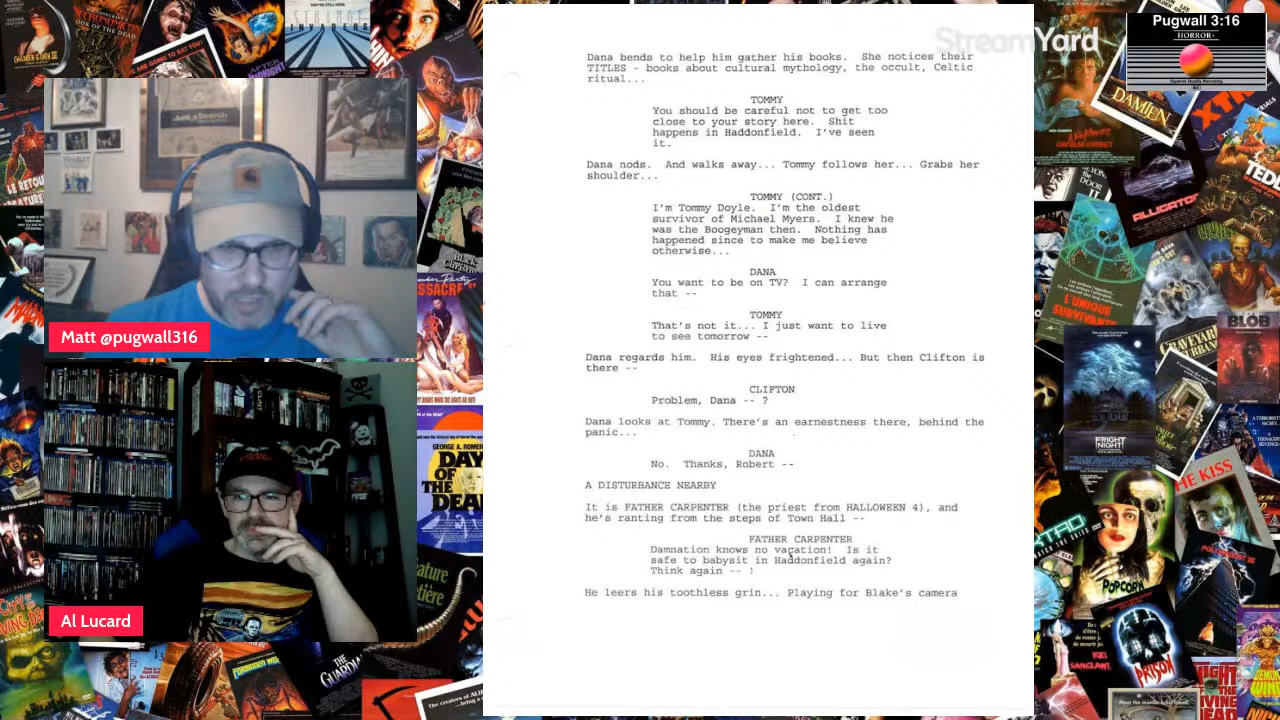 StreamYard
Pugwall 3:16
HORROR+
Dana bends to help him gather his books.  She notices their
TITLES - books about cultural mythology, the occult, Celtic
ritual...
TOMMY
You should be careful not to get too
close to your story here.  Shit
happens in Haddonfield.  I've seen
it.
Dana nods.  And walks away... Tommy follows her... Grabs her
shoulder...
TOMMY (CONT.)
I'm Tommy Doyle.  I'm the oldest
survivor of Michael Myers.  I knew he
was the Boogeyman then.  Nothing has
happened since to make me believe
otherwise...
DANA
You want to be on TV?  I can arrange
that --
TOMMY
That's not it... I just want to live
to see tomorrow --
Dana regards him.  His eyes frightened... But then Clifton is
there --
CLIFTON
Problem, Dana -- ?
Dana looks at Tommy. There's an earnestness there, behind the
panic...
DANA
No.  Thanks, Robert --
A DISTURBANCE NEARBY
It is FATHER CARPENTER (the priest from HALLOWEEN 4), and
he's ranting from the steps of Town Hall --
FATHER CARPENTER
Damnation knows no vacation!  Is it
safe to babysit in Haddonfield again?
Think again -- !
He leers his toothless grin... Playing for Blake's camera
Matt @pugwall316
Al Lucard
DAMIEN
ALLIGATOR
L'UNIQUE
SURVIVANTE
BLOB
FRIGHT
NIGHT
THE KISS
POPCORN
PRISON
GEORGE A. ROMERO
DAY
OF THE
DEAD
THE
GUARDIAN